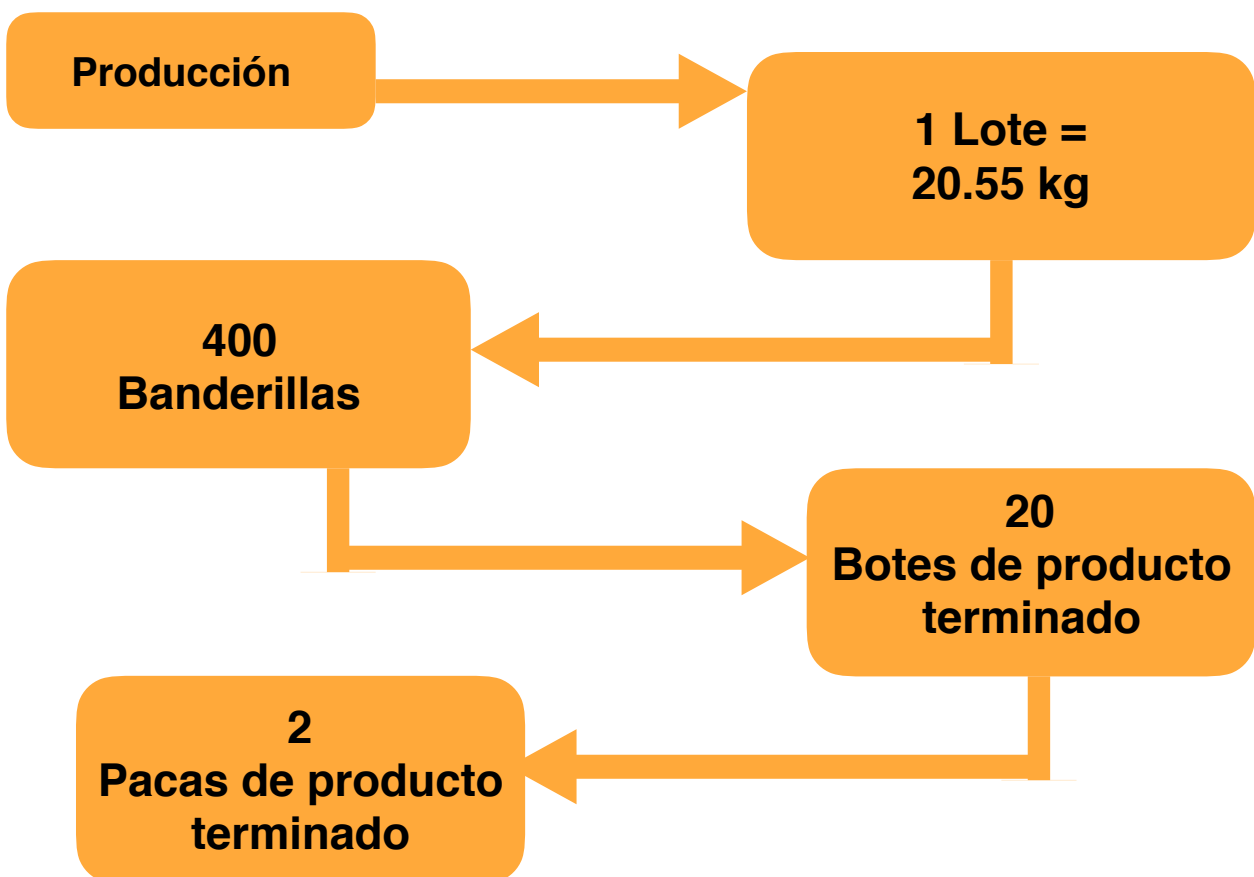 Producción
1 Lote =
20.55 kg
400
Banderillas
20
Botes de producto
terminado
2
Pacas de producto
terminado